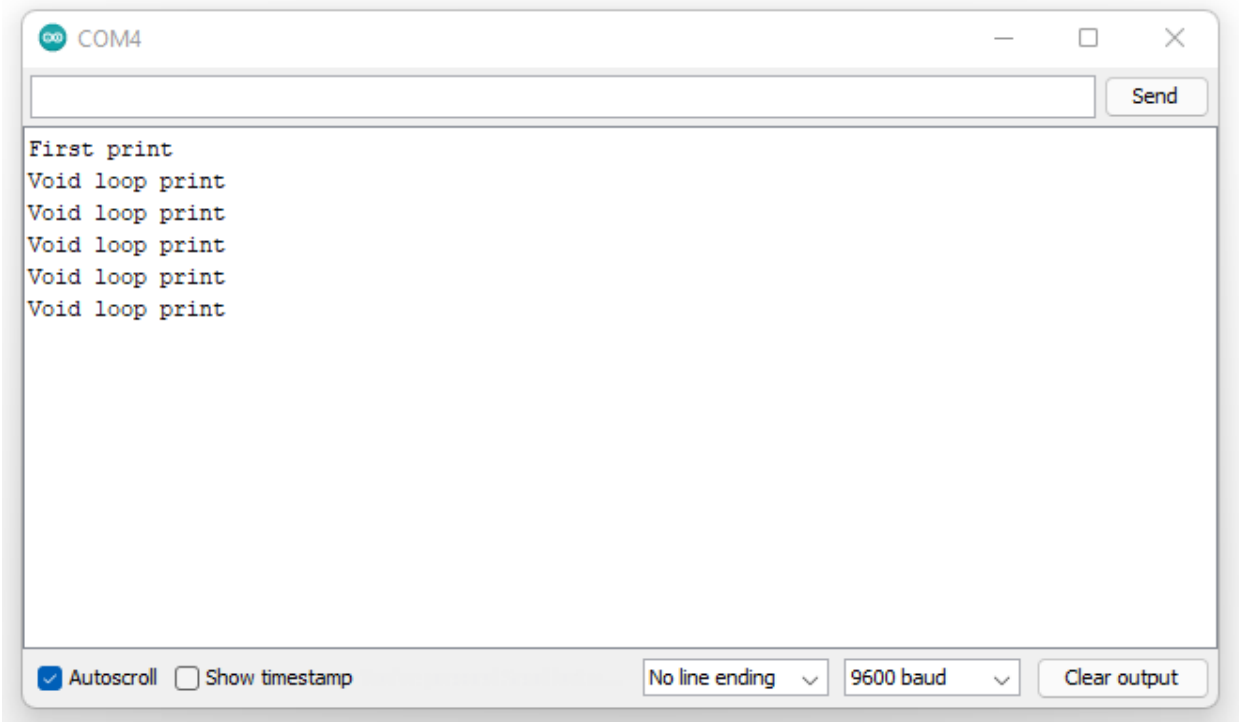 COM4
Send
First print
Void loop print
Void loop print
Void loop print
Void loop print
Void loop print
Autoscroll Show timestamp No line ending 9600 baud Clear output